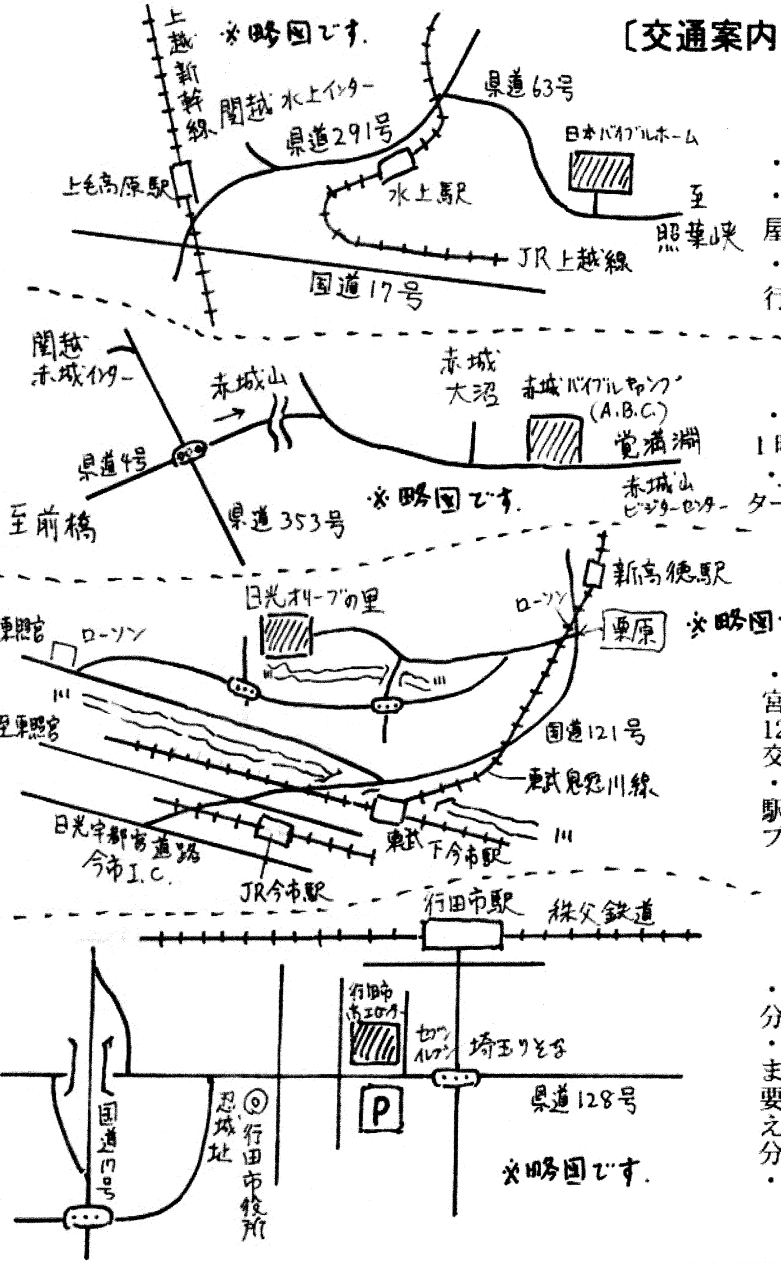 〔交通案内
※略図です.
上越新幹線
関越 水上インター
県道291号
県道63号
日本バイブルホーム
上毛高原駅
水上駅
至
照葉峡
JR上越線
国道17号
・
・
屋
・
行
関越
赤城インター
赤城山
赤城
大沼
赤城バイブルキャンプ
(A.B.C.)
覚満淵
県道4号
至前橋
県道353号
※略図です.
赤城山
ビジターセンター
・
1時
・
ター
新高徳駅
日光オリーブの里
ローソン
栗原
※略図
東照宮
ローソン
至東照宮
国道121号
東武鬼怒川線
日光宇都宮道路
今市I.C.
JR今市駅
東武
下今市駅
・
宮
12
交
・
駅
フ
行田市駅
秩父鉄道
行田市
商工センター
セブン
イレブン
埼玉りそな
P
県道128号
国道17号
忍城址
◎行田市役所
※略図です.
・
分
・
ま
要
え
分
・